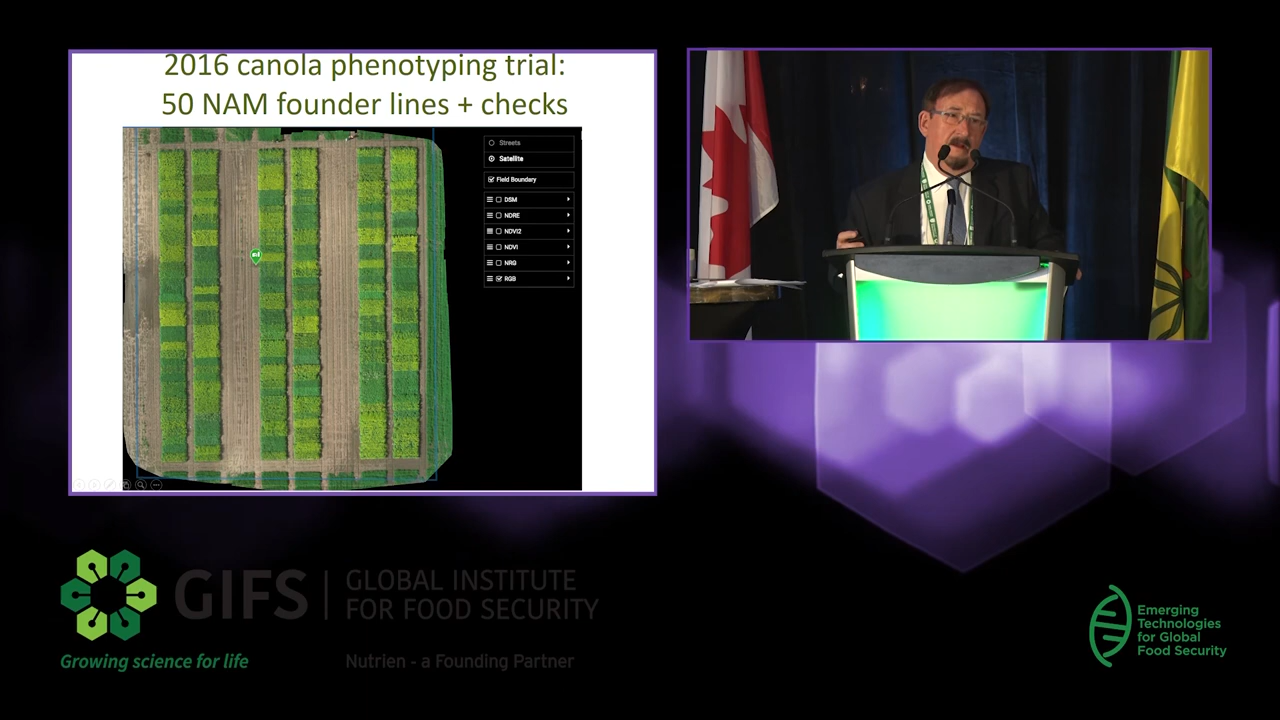 2016 canola phenotyping trial:
50 NAM founder lines + checks
Streets
Satellite
Field Boundary
DSM
NDRE
NDVI2
NDVI
NRG
RGB
GIFS
GLOBAL INSTITUTE
FOR FOOD SECURITY
Growing science for life
Nutrien - a Founding Partner
Emerging
Technologies
for Global
Food Security